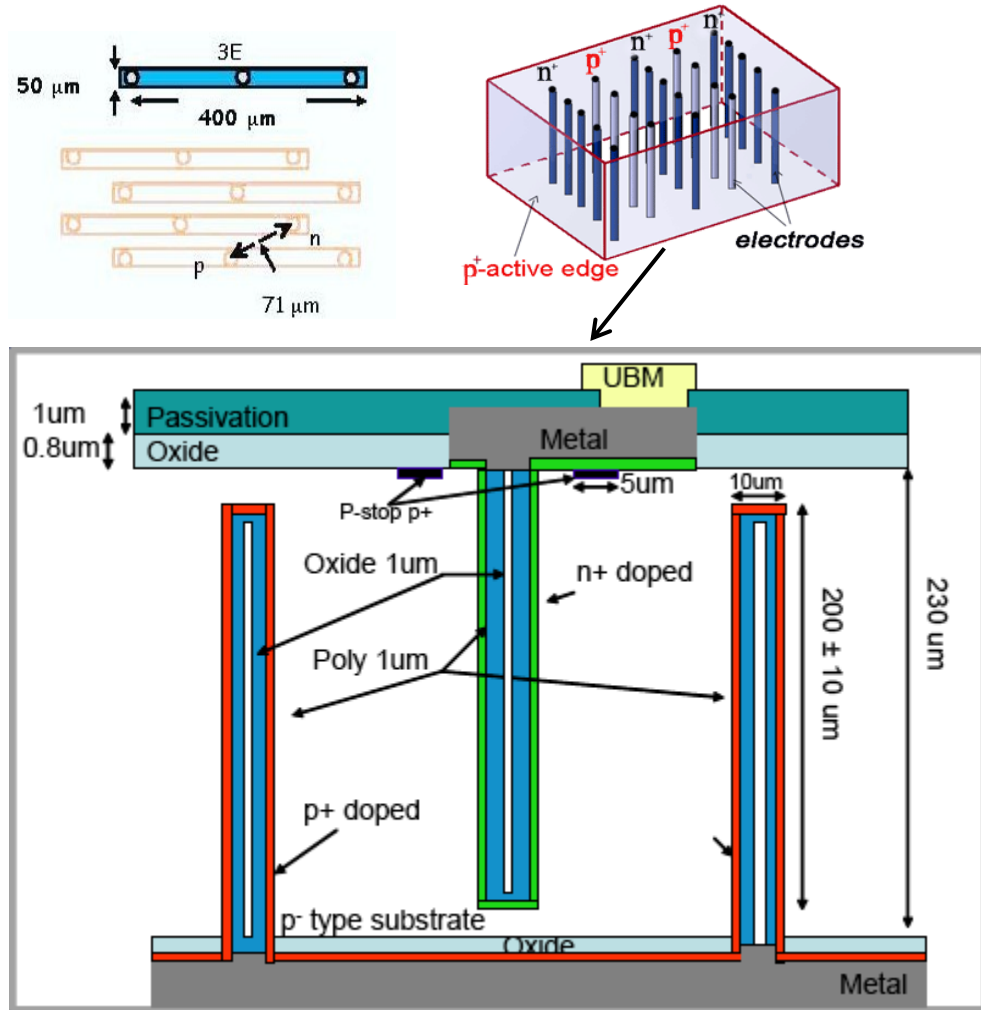 3E
50 μm
400 μm
n
p
71 μm
n⁺
p⁺
n⁺
p⁺
n⁺
electrodes
p⁺-active edge
UBM
1um
Passivation
0.8um
Oxide
Metal
P-stop p+
5um
10um
Oxide 1um
n+ doped
Poly 1um
200 ± 10 um
230 um
p+ doped
p⁻ type substrate
Oxide
Metal